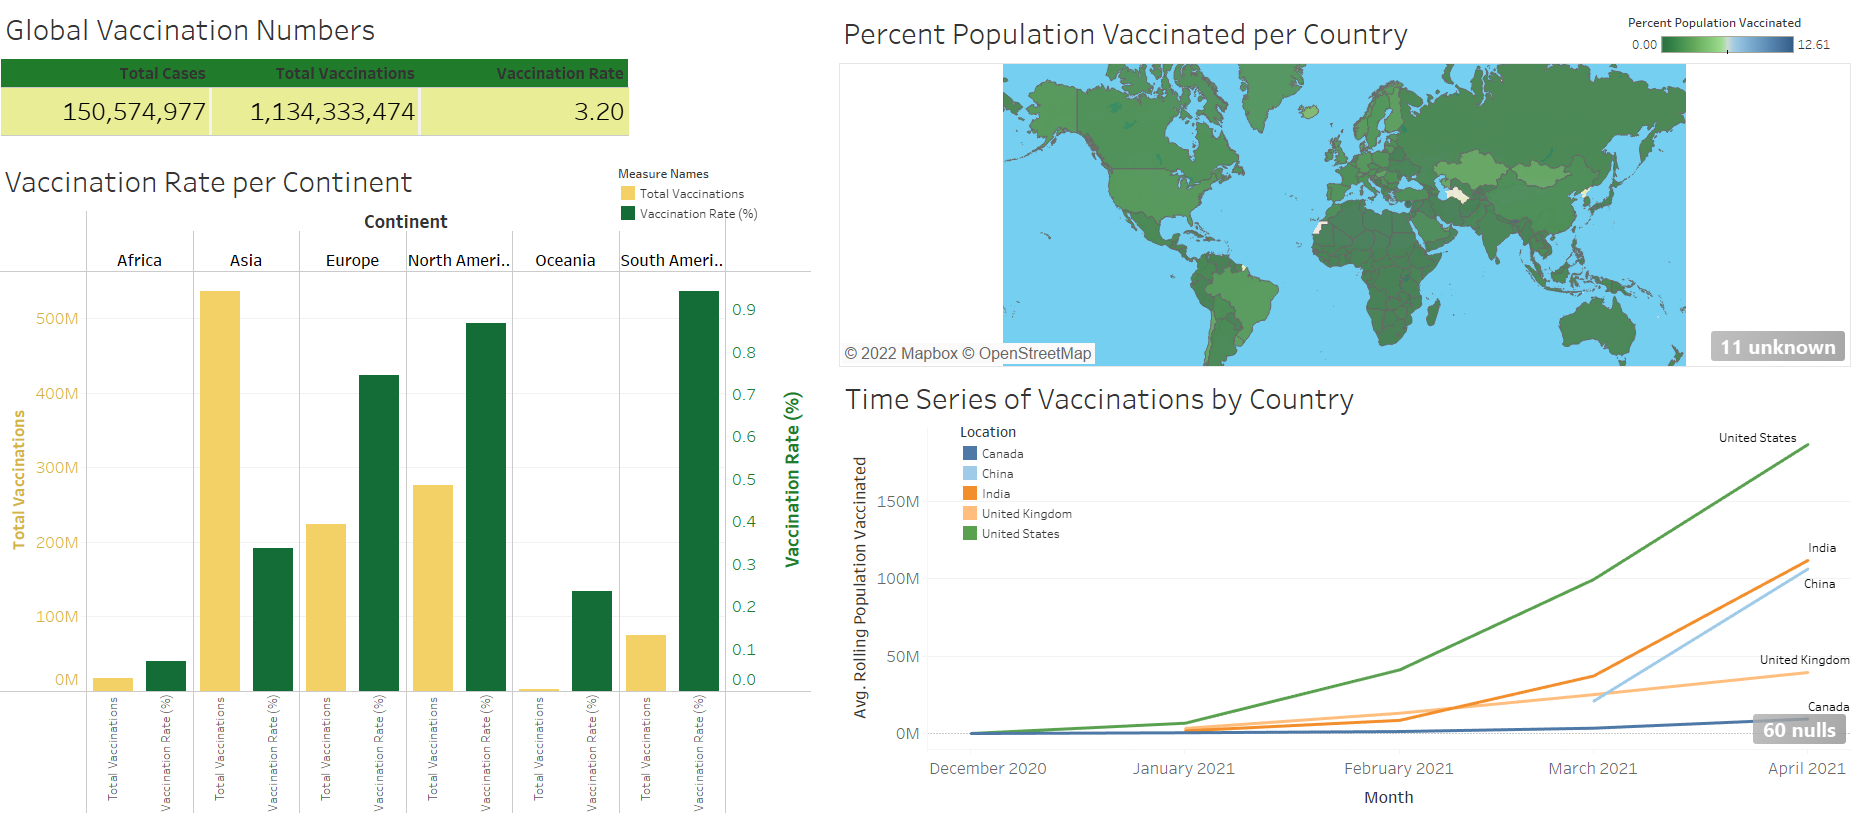 Global Vaccination Numbers
Total Cases Total Vaccinations Vaccination Rate
150,574,977 1,134,333,474 3.20
Vaccination Rate per Continent
Measure Names
Total Vaccinations
Vaccination Rate (%)
Continent
Africa Asia Europe North Ameri.. Oceania South Ameri..
Total Vaccinations
500M
400M
300M
200M
100M
0M
0.9
0.8
0.7
0.6
0.5
0.4
0.3
0.2
0.1
0.0
Vaccination Rate (%)
Total Vaccinations
Vaccination Rate (%)
Total Vaccinations
Vaccination Rate (%)
Total Vaccinations
Vaccination Rate (%)
Total Vaccinations
Vaccination Rate (%)
Total Vaccinations
Vaccination Rate (%)
Total Vaccinations
Vaccination Rate (%)
Percent Population Vaccinated per Country
Percent Population Vaccinated
0.00 12.61
© 2022 Mapbox © OpenStreetMap
11 unknown
Time Series of Vaccinations by Country
Location
Canada
China
India
United Kingdom
United States
Avg. Rolling Population Vaccinated
150M
100M
50M
0M
United States
India
China
United Kingdom
Canada
60 nulls
December 2020 January 2021 February 2021 March 2021 April 2021
Month